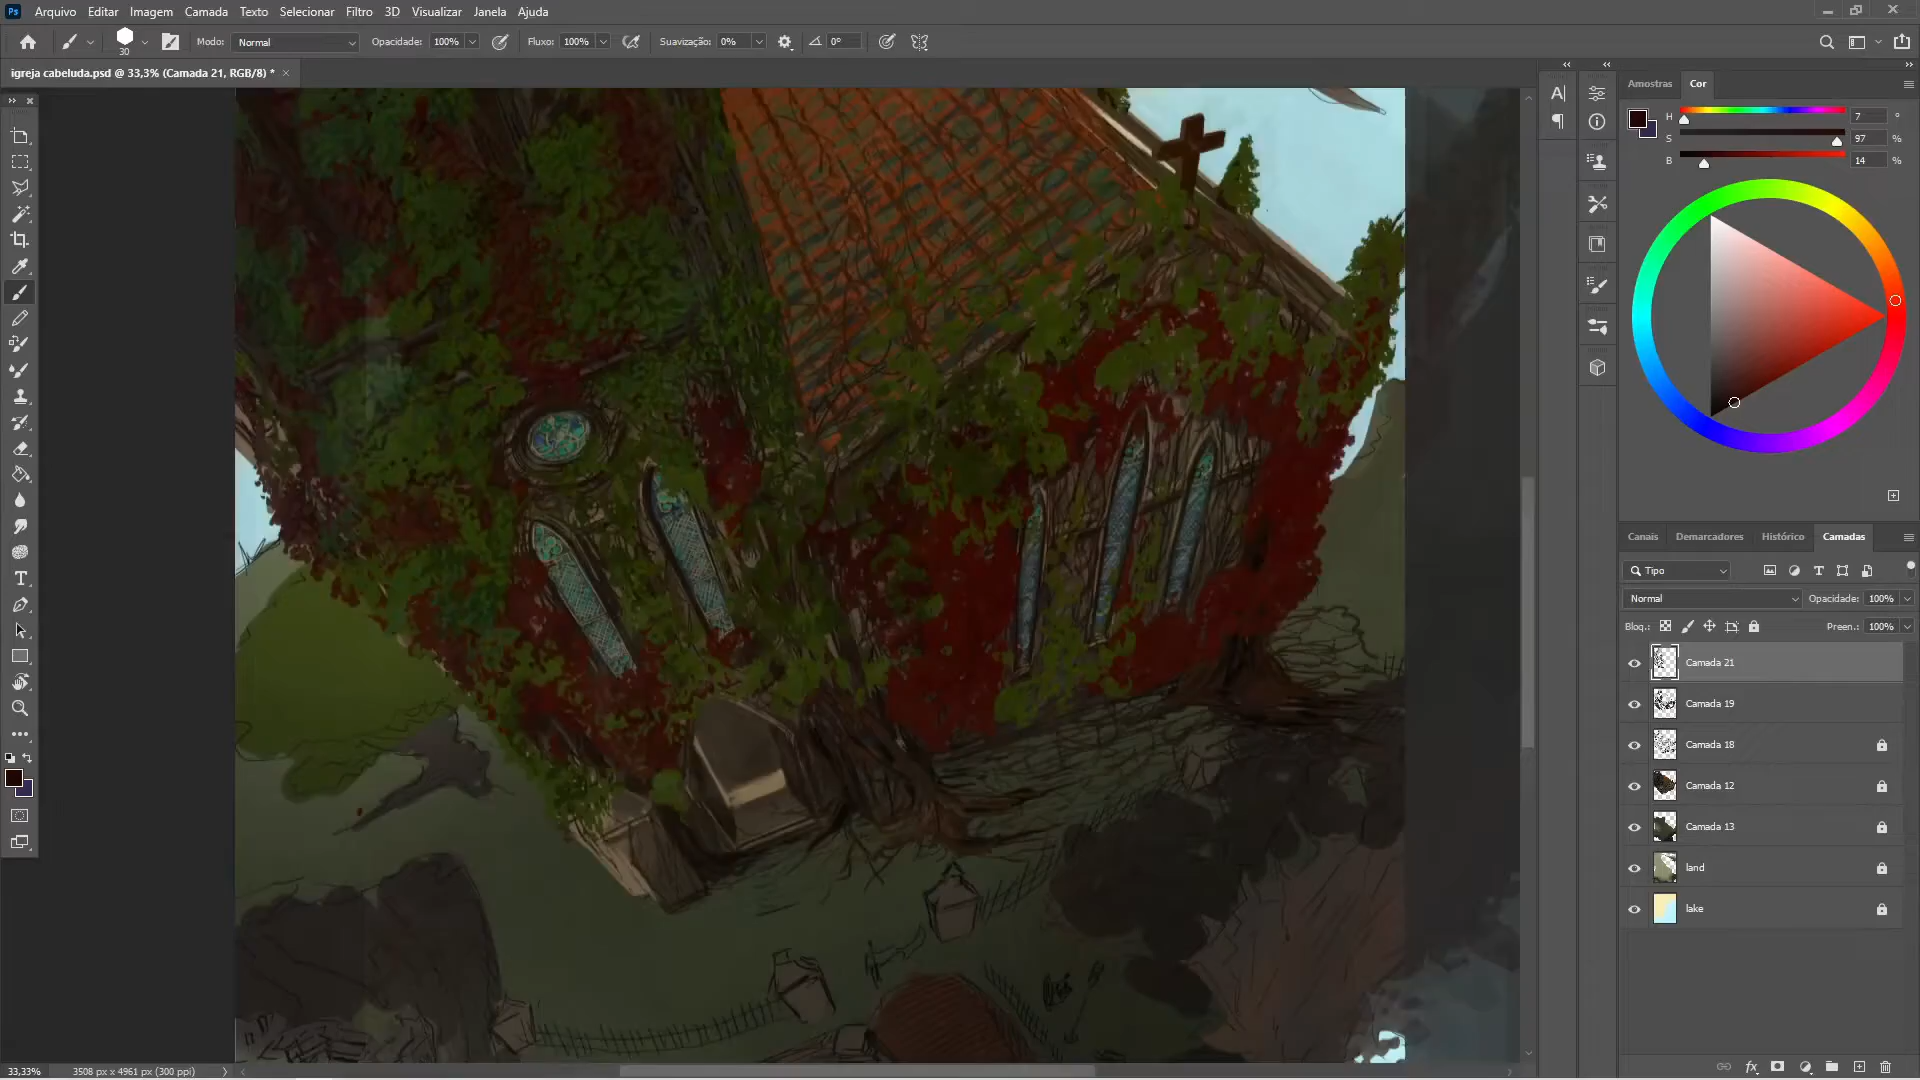 Ps Arquivo Editar Imagem Camada Texto Selecionar Filtro 3D Visualizar Janela Ajuda
30 Modo: Normal Opacidade: 100% Fluxo: 100% Suavização: 0% 0°
igreja cabeluda.psd @ 33,3% (Camada 21, RGB/8) * ×
Amostras Cor
H 7 °
S 97 %
B 14 %
Canais Demarcadores Histórico Camadas
Tipo
Normal Opacidade: 100%
Bloq.: Preen.: 100%
Camada 21
Camada 19
Camada 18
Camada 12
Camada 13
land
lake
33,33% 3508 px x 4961 px (300 ppi)